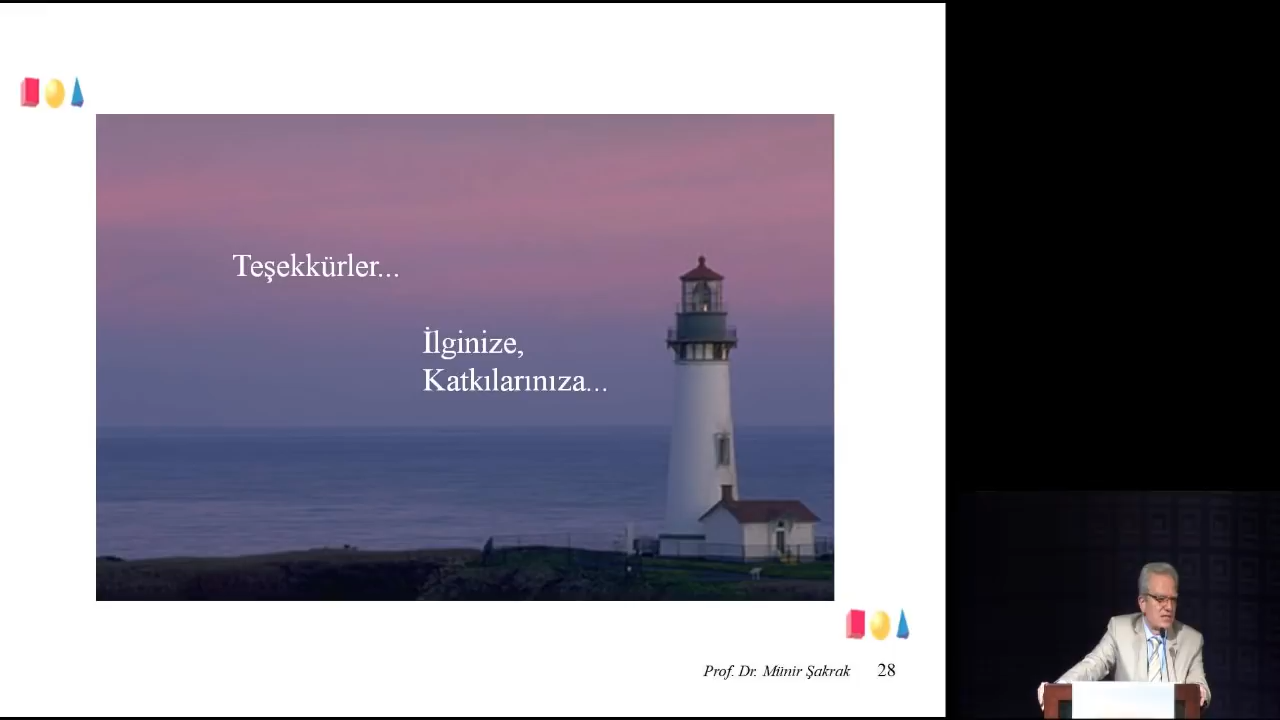 Teşekkürler...
İlginize,
Katkılarınıza...
Prof. Dr. Münir Şakrak 28